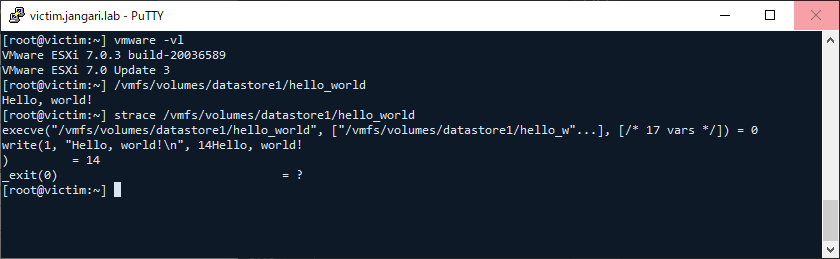 victim.jangari.lab - PuTTY
[root@victim:~] vmware -vl
VMware ESXi 7.0.3 build-20036589
VMware ESXi 7.0 Update 3
[root@victim:~] /vmfs/volumes/datastore1/hello_world
Hello, world!
[root@victim:~] strace /vmfs/volumes/datastore1/hello_world
execve("/vmfs/volumes/datastore1/hello_world", ["/vmfs/volumes/datastore1/hello_w"...], [/* 17 vars */]) = 0
write(1, "Hello, world!\n", 14Hello, world!
)         = 14
_exit(0)                                = ?
[root@victim:~]